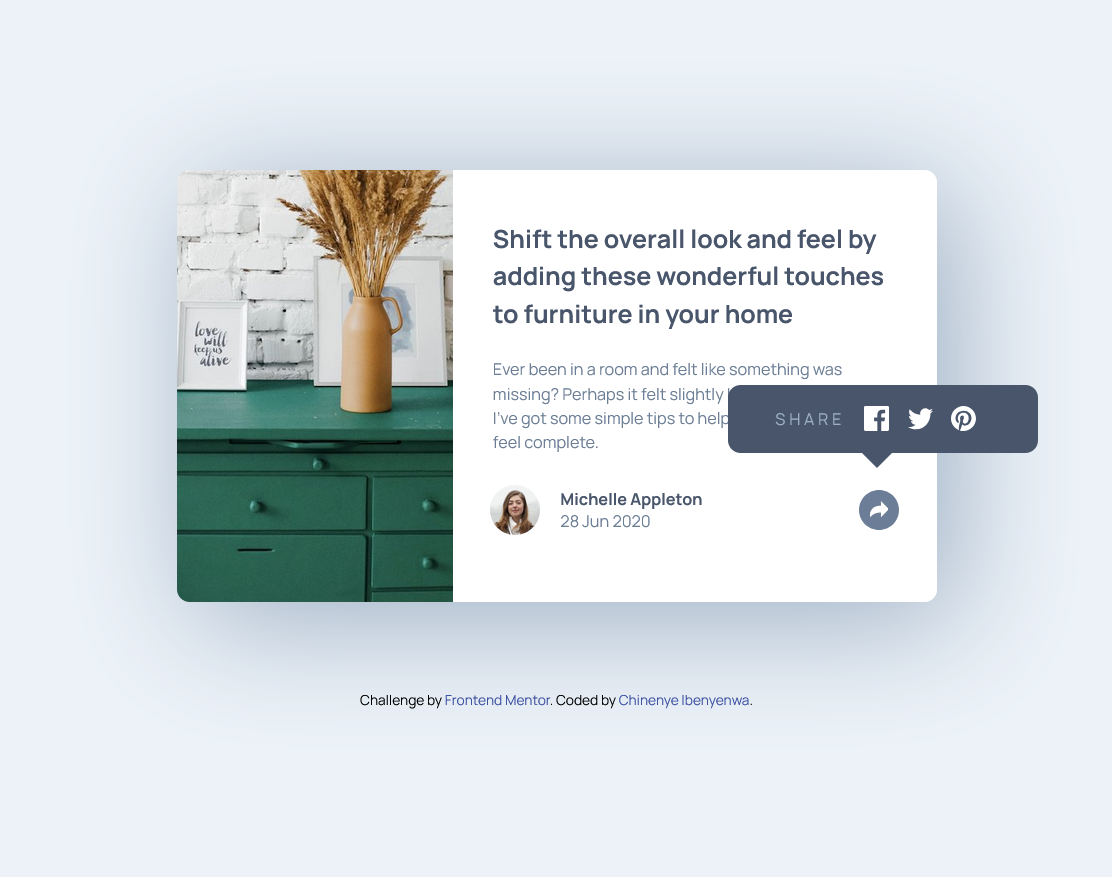 Shift the overall look and feel by
adding these wonderful touches
to furniture in your home
love
will
keep us
alive
Ever been in a room and felt like something was
missing? Perhaps it felt slightly
I've got some simple tips to help
feel complete.
SHARE
Michelle Appleton
28 Jun 2020
Challenge by Frontend Mentor. Coded by Chinenye Ibenyenwa.